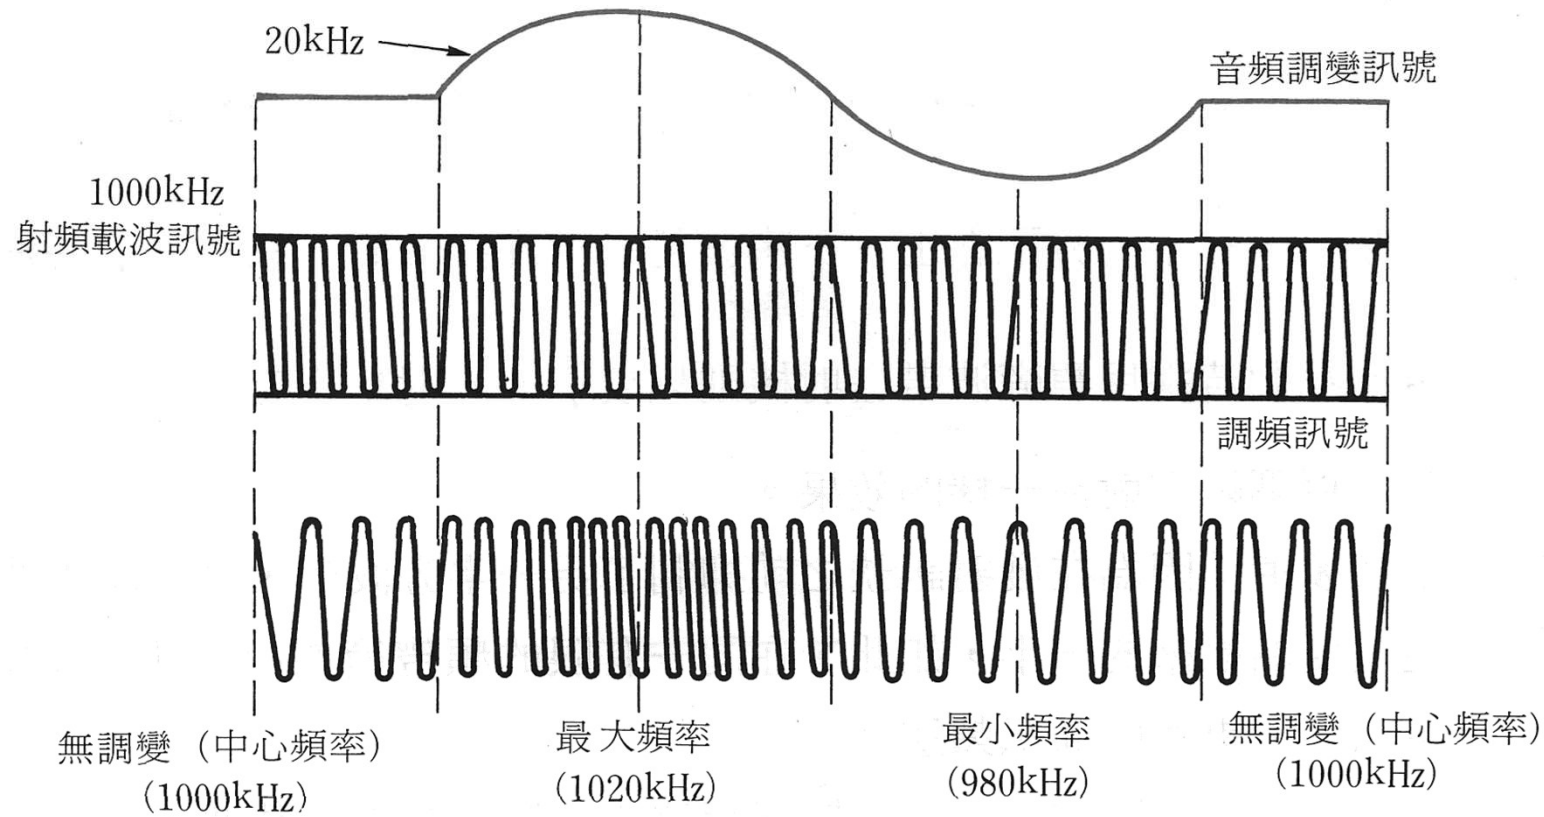 20kHz
音頻調變訊號
1000kHz
射頻載波訊號
調頻訊號
無調變（中心頻率）
(1000kHz)
最大頻率
(1020kHz)
最小頻率
(980kHz)
無調變（中心頻率）
(1000kHz)